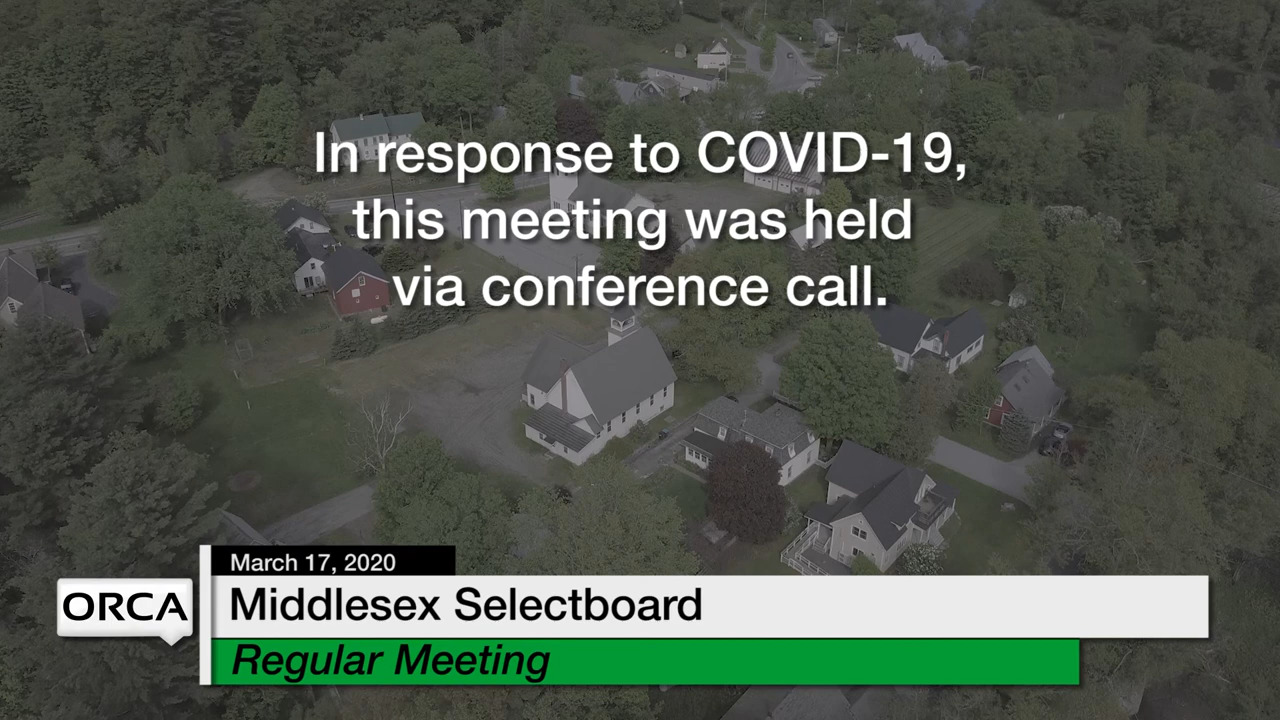 In response to COVID-19,
this meeting was held
via conference call.
March 17, 2020
ORCA
Middlesex Selectboard
Regular Meeting